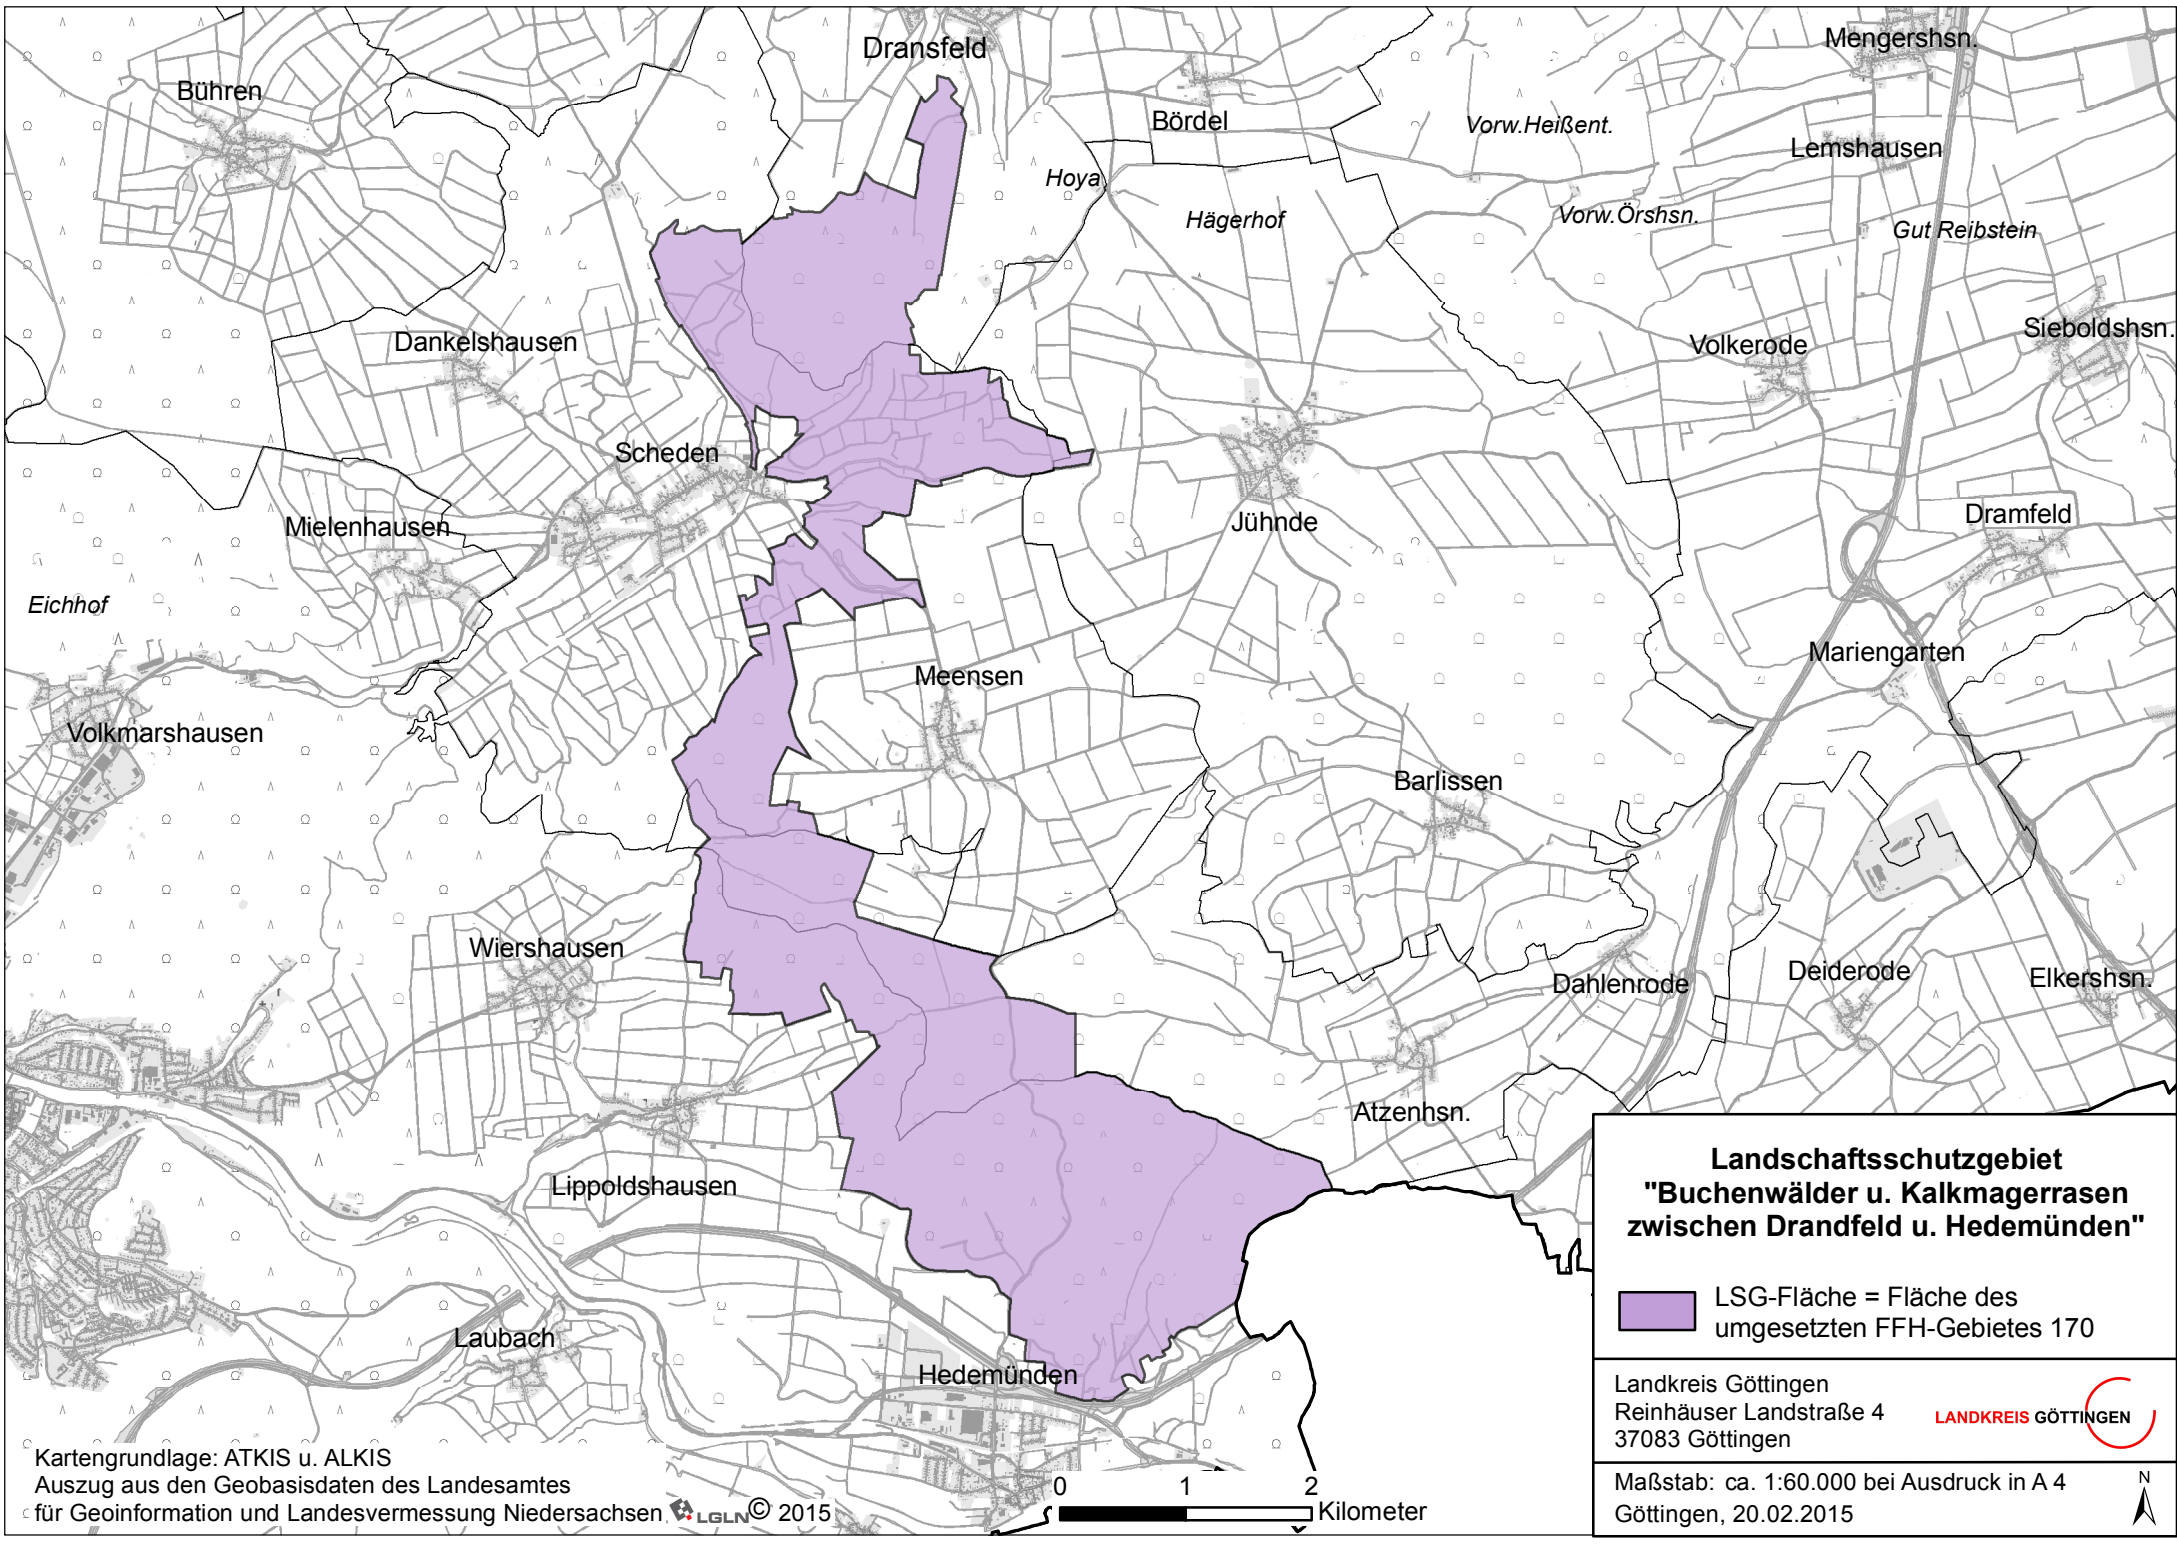 Dransfeld
Mengershsn.
Bühren
Bördel
Vorw.Heißent.
Lemshausen
Hoya
Hägerhof
Vorw.Örshsn.
Gut Reibstein
Dankelshausen
Volkerode
Sieboldshsn.
Scheden
Mielenhausen
Jühnde
Dramfeld
Eichhof
Meensen
Mariengarten
Volkmarshausen
Barlissen
Wiershausen
Dahlenrode
Deiderode
Elkershsn.
Atzenhsn.
Lippoldshausen
Laubach
Hedemünden
Landschaftsschutzgebiet
"Buchenwälder u. Kalkmagerrasen
zwischen Drandfeld u. Hedemünden"
LSG-Fläche = Fläche des
umgesetzten FFH-Gebietes 170
Landkreis Göttingen
Reinhäuser Landstraße 4
37083 Göttingen
LANDKREIS GÖTTINGEN
Maßstab: ca. 1:60.000 bei Ausdruck in A 4
Göttingen, 20.02.2015
N
Kartengrundlage: ATKIS u. ALKIS
Auszug aus den Geobasisdaten des Landesamtes
für Geoinformation und Landesvermessung Niedersachsen LGLN © 2015
0 1 2
Kilometer